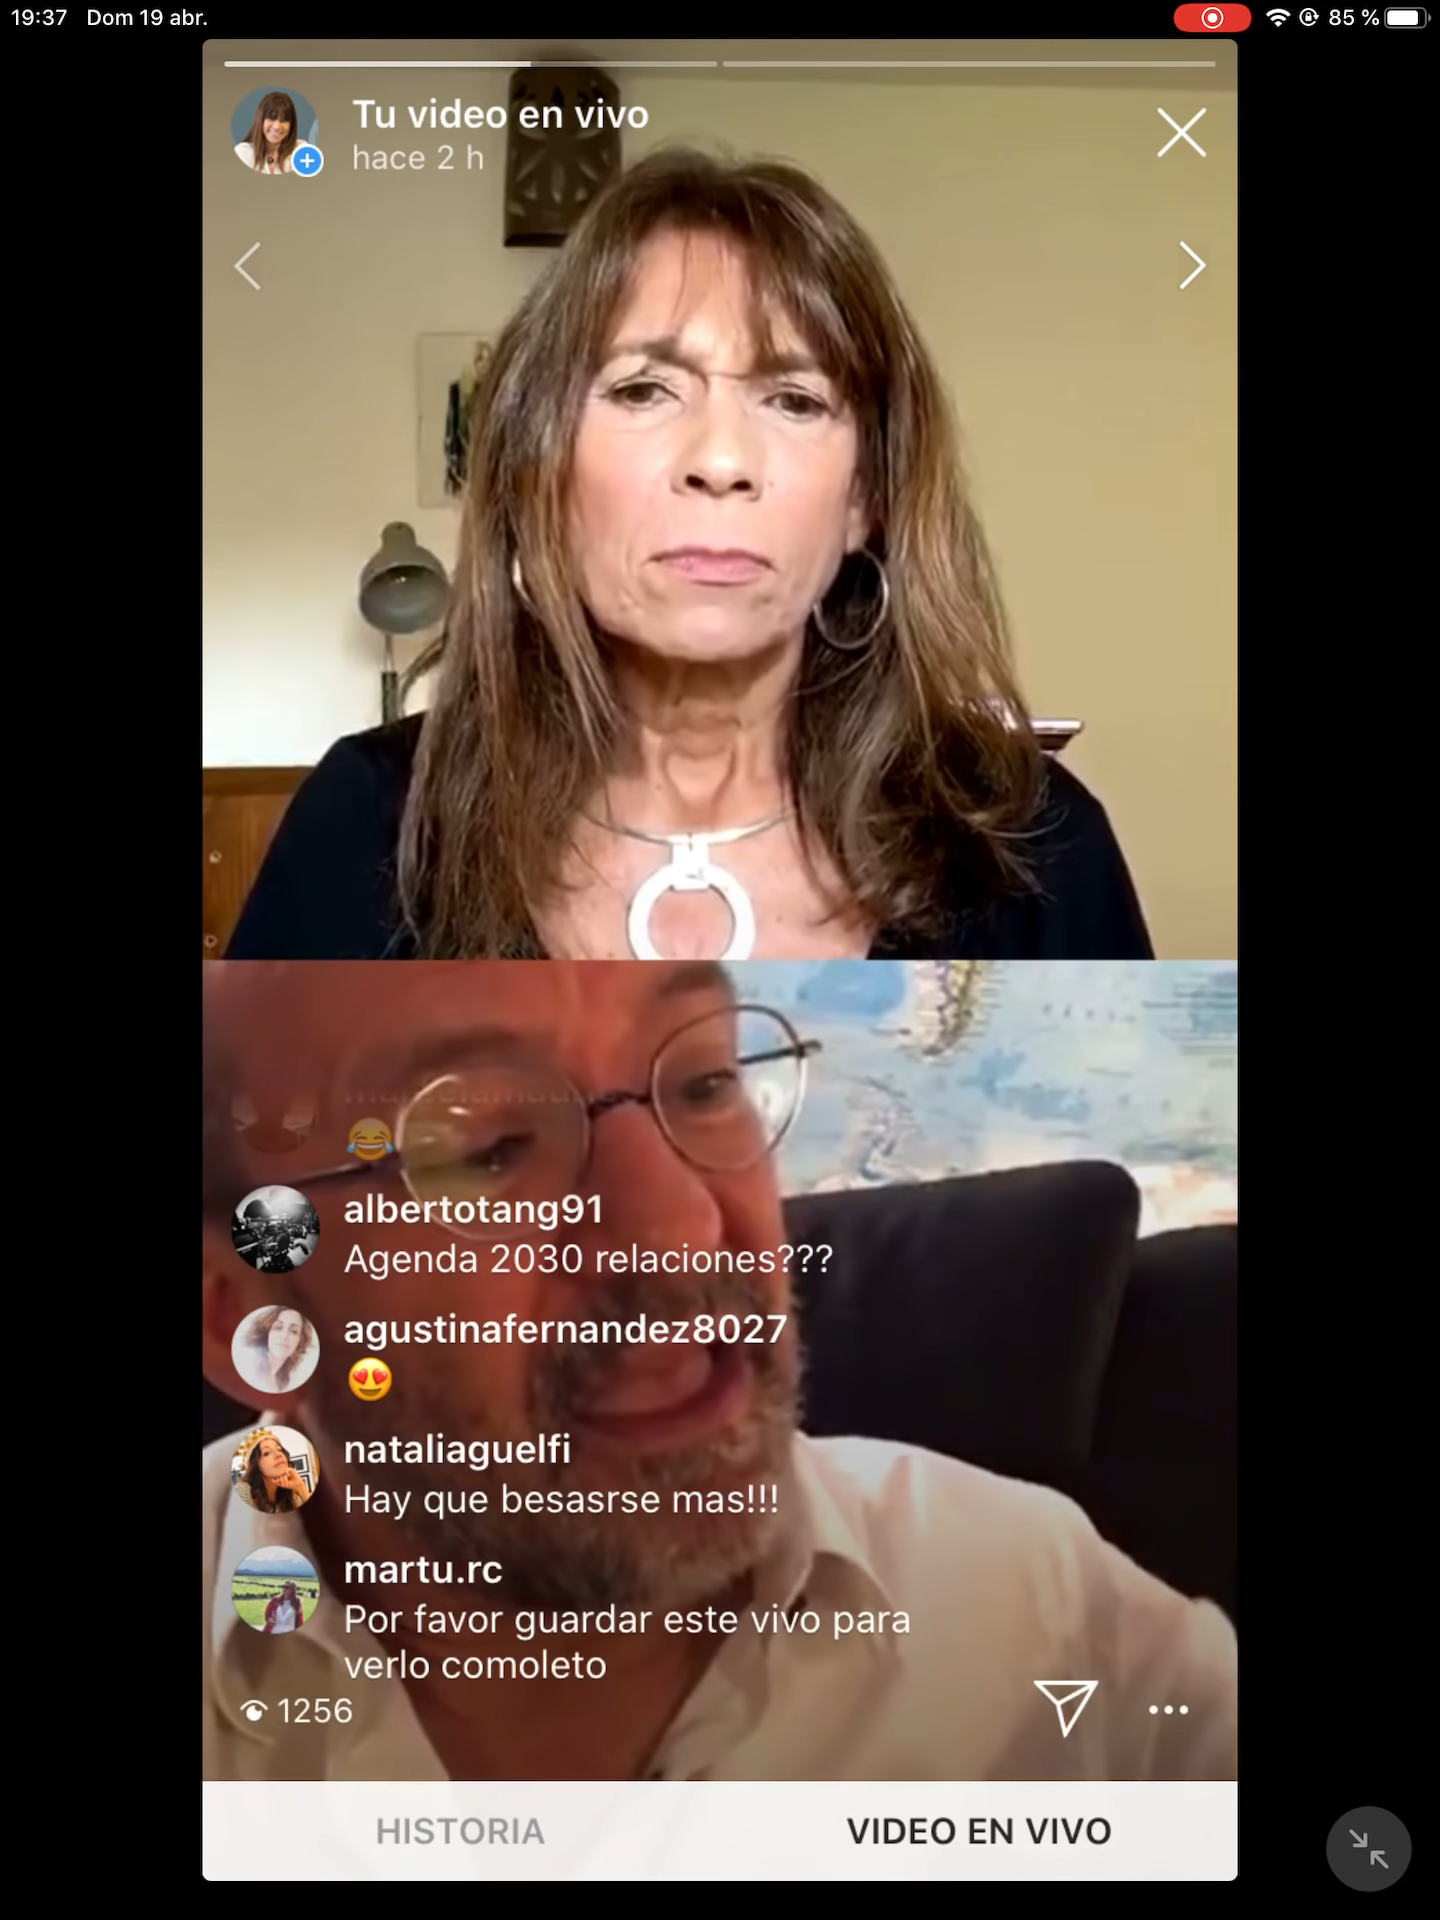 19:37 Dom 19 abr.
85 %
Tu video en vivo
hace 2 h
😂
albertotang91
Agenda 2030 relaciones???
agustinafernandez8027
😍
nataliaguelfi
Hay que besasrse mas!!!
martu.rc
Por favor guardar este vivo para
verlo comoleto
1256
HISTORIA
VIDEO EN VIVO